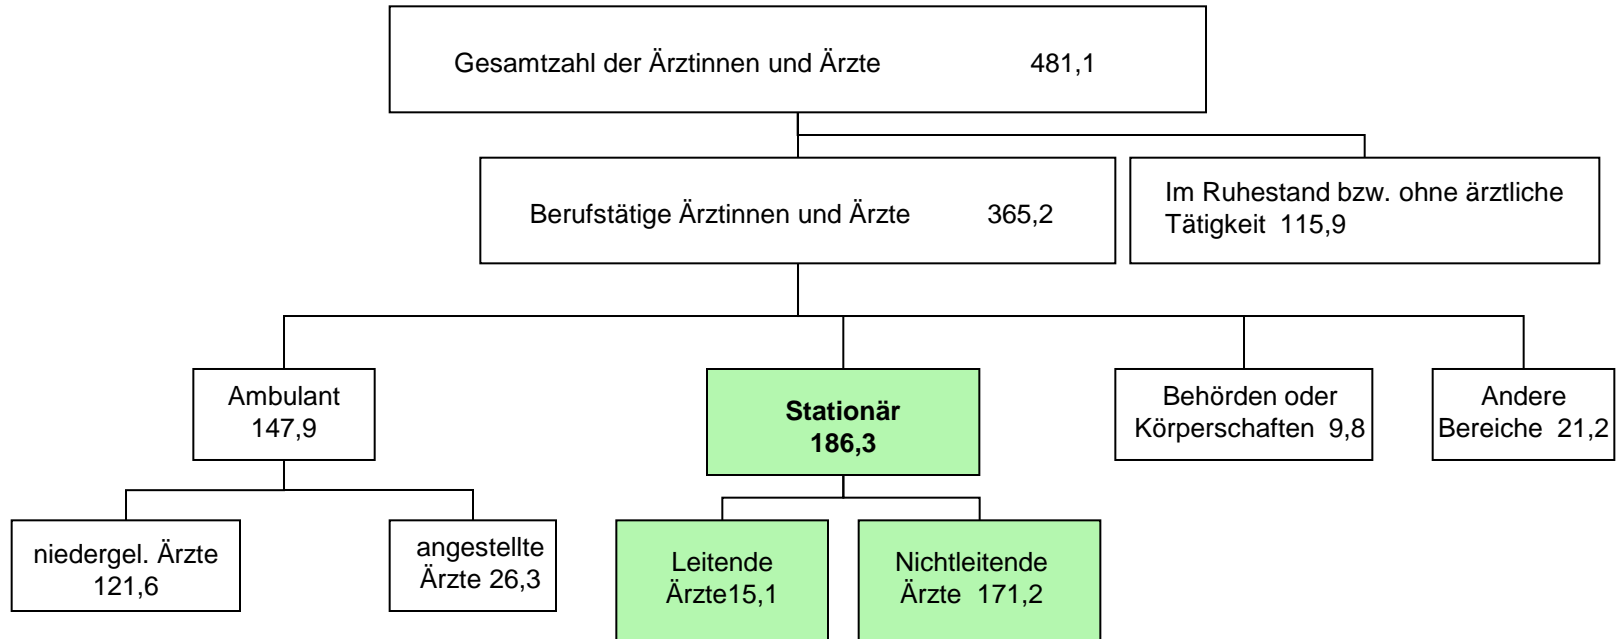 Gesamtzahl der Ärztinnen und Ärzte 481,1
Berufstätige Ärztinnen und Ärzte 365,2
Im Ruhestand bzw. ohne ärztliche
Tätigkeit 115,9
Ambulant
147,9
Stationär
186,3
Behörden oder
Körperschaften 9,8
Andere
Bereiche 21,2
niedergel. Ärzte
121,6
angestellte
Ärzte 26,3
Leitende
Ärzte15,1
Nichtleitende
Ärzte 171,2